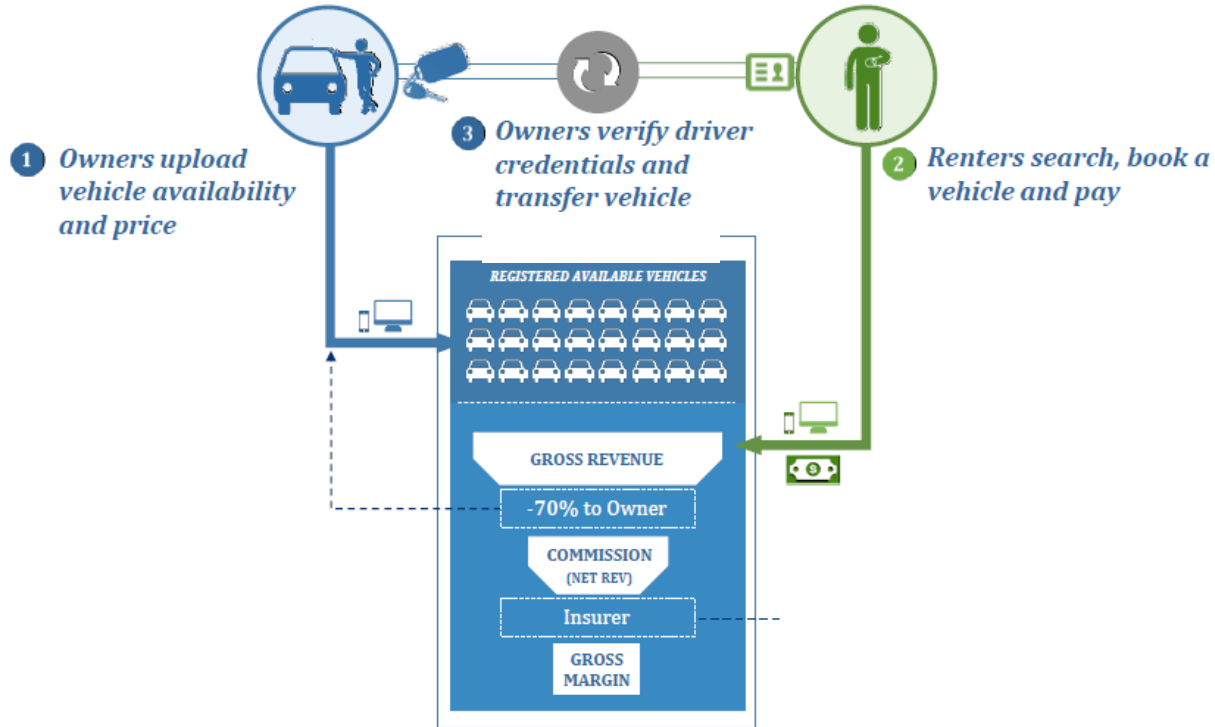 1 Owners upload
vehicle availability
and price
3 Owners verify driver
credentials and
transfer vehicle
2 Renters search, book a
vehicle and pay
REGISTERED AVAILABLE VEHICLES
GROSS REVENUE
$
-70% to Owner
COMMISSION
(NET REV)
Insurer
GROSS
MARGIN